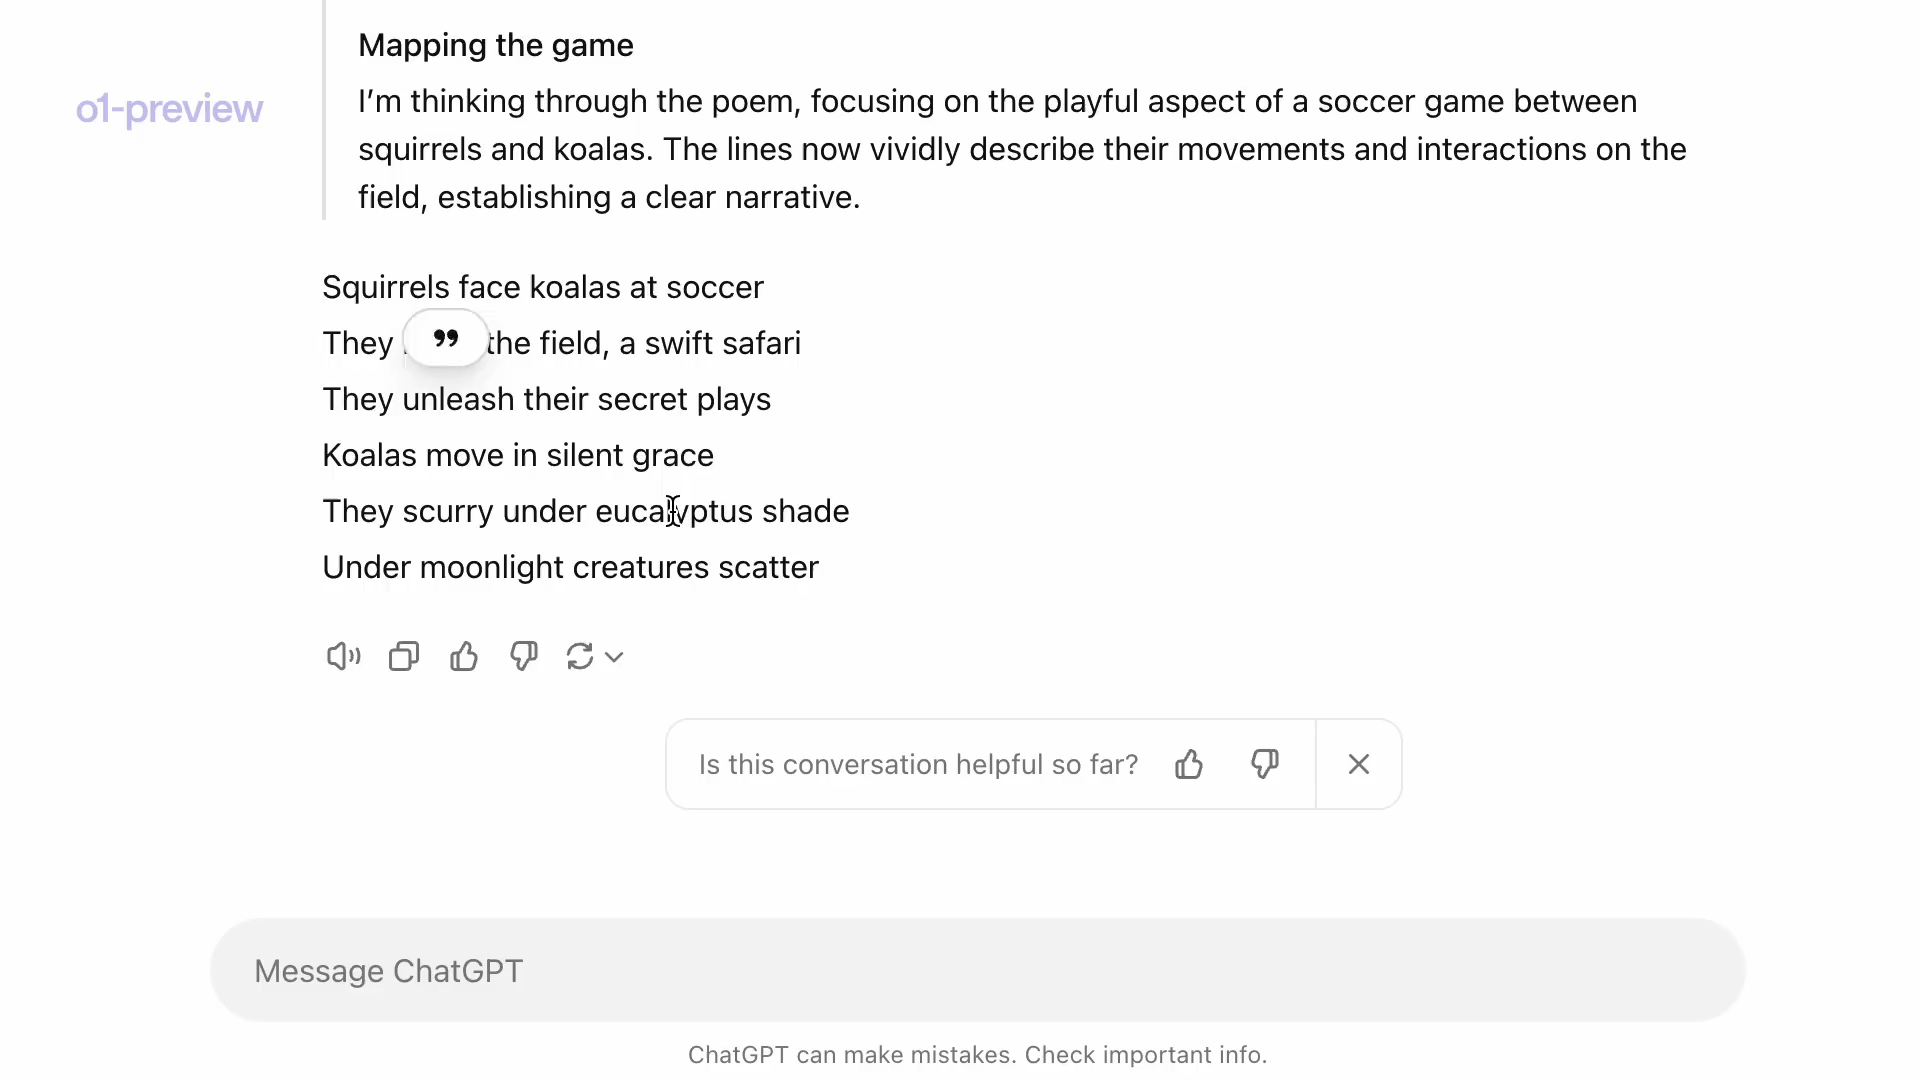 Mapping the game
o1-preview
I'm thinking through the poem, focusing on the playful aspect of a soccer game between
squirrels and koalas. The lines now vividly describe their movements and interactions on the
field, establishing a clear narrative.
Squirrels face koalas at soccer
They the field, a swift safari
They unleash their secret plays
Koalas move in silent grace
They scurry under eucalyptus shade
Under moonlight creatures scatter
Is this conversation helpful so far?
Message ChatGPT
ChatGPT can make mistakes. Check important info.